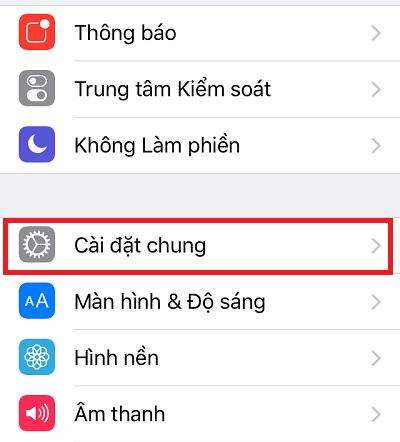 Thông báo
Trung tâm Kiểm soát
Không Làm phiền
Cài đặt chung
AA Màn hình & Độ sáng
Hình nền
Âm thanh